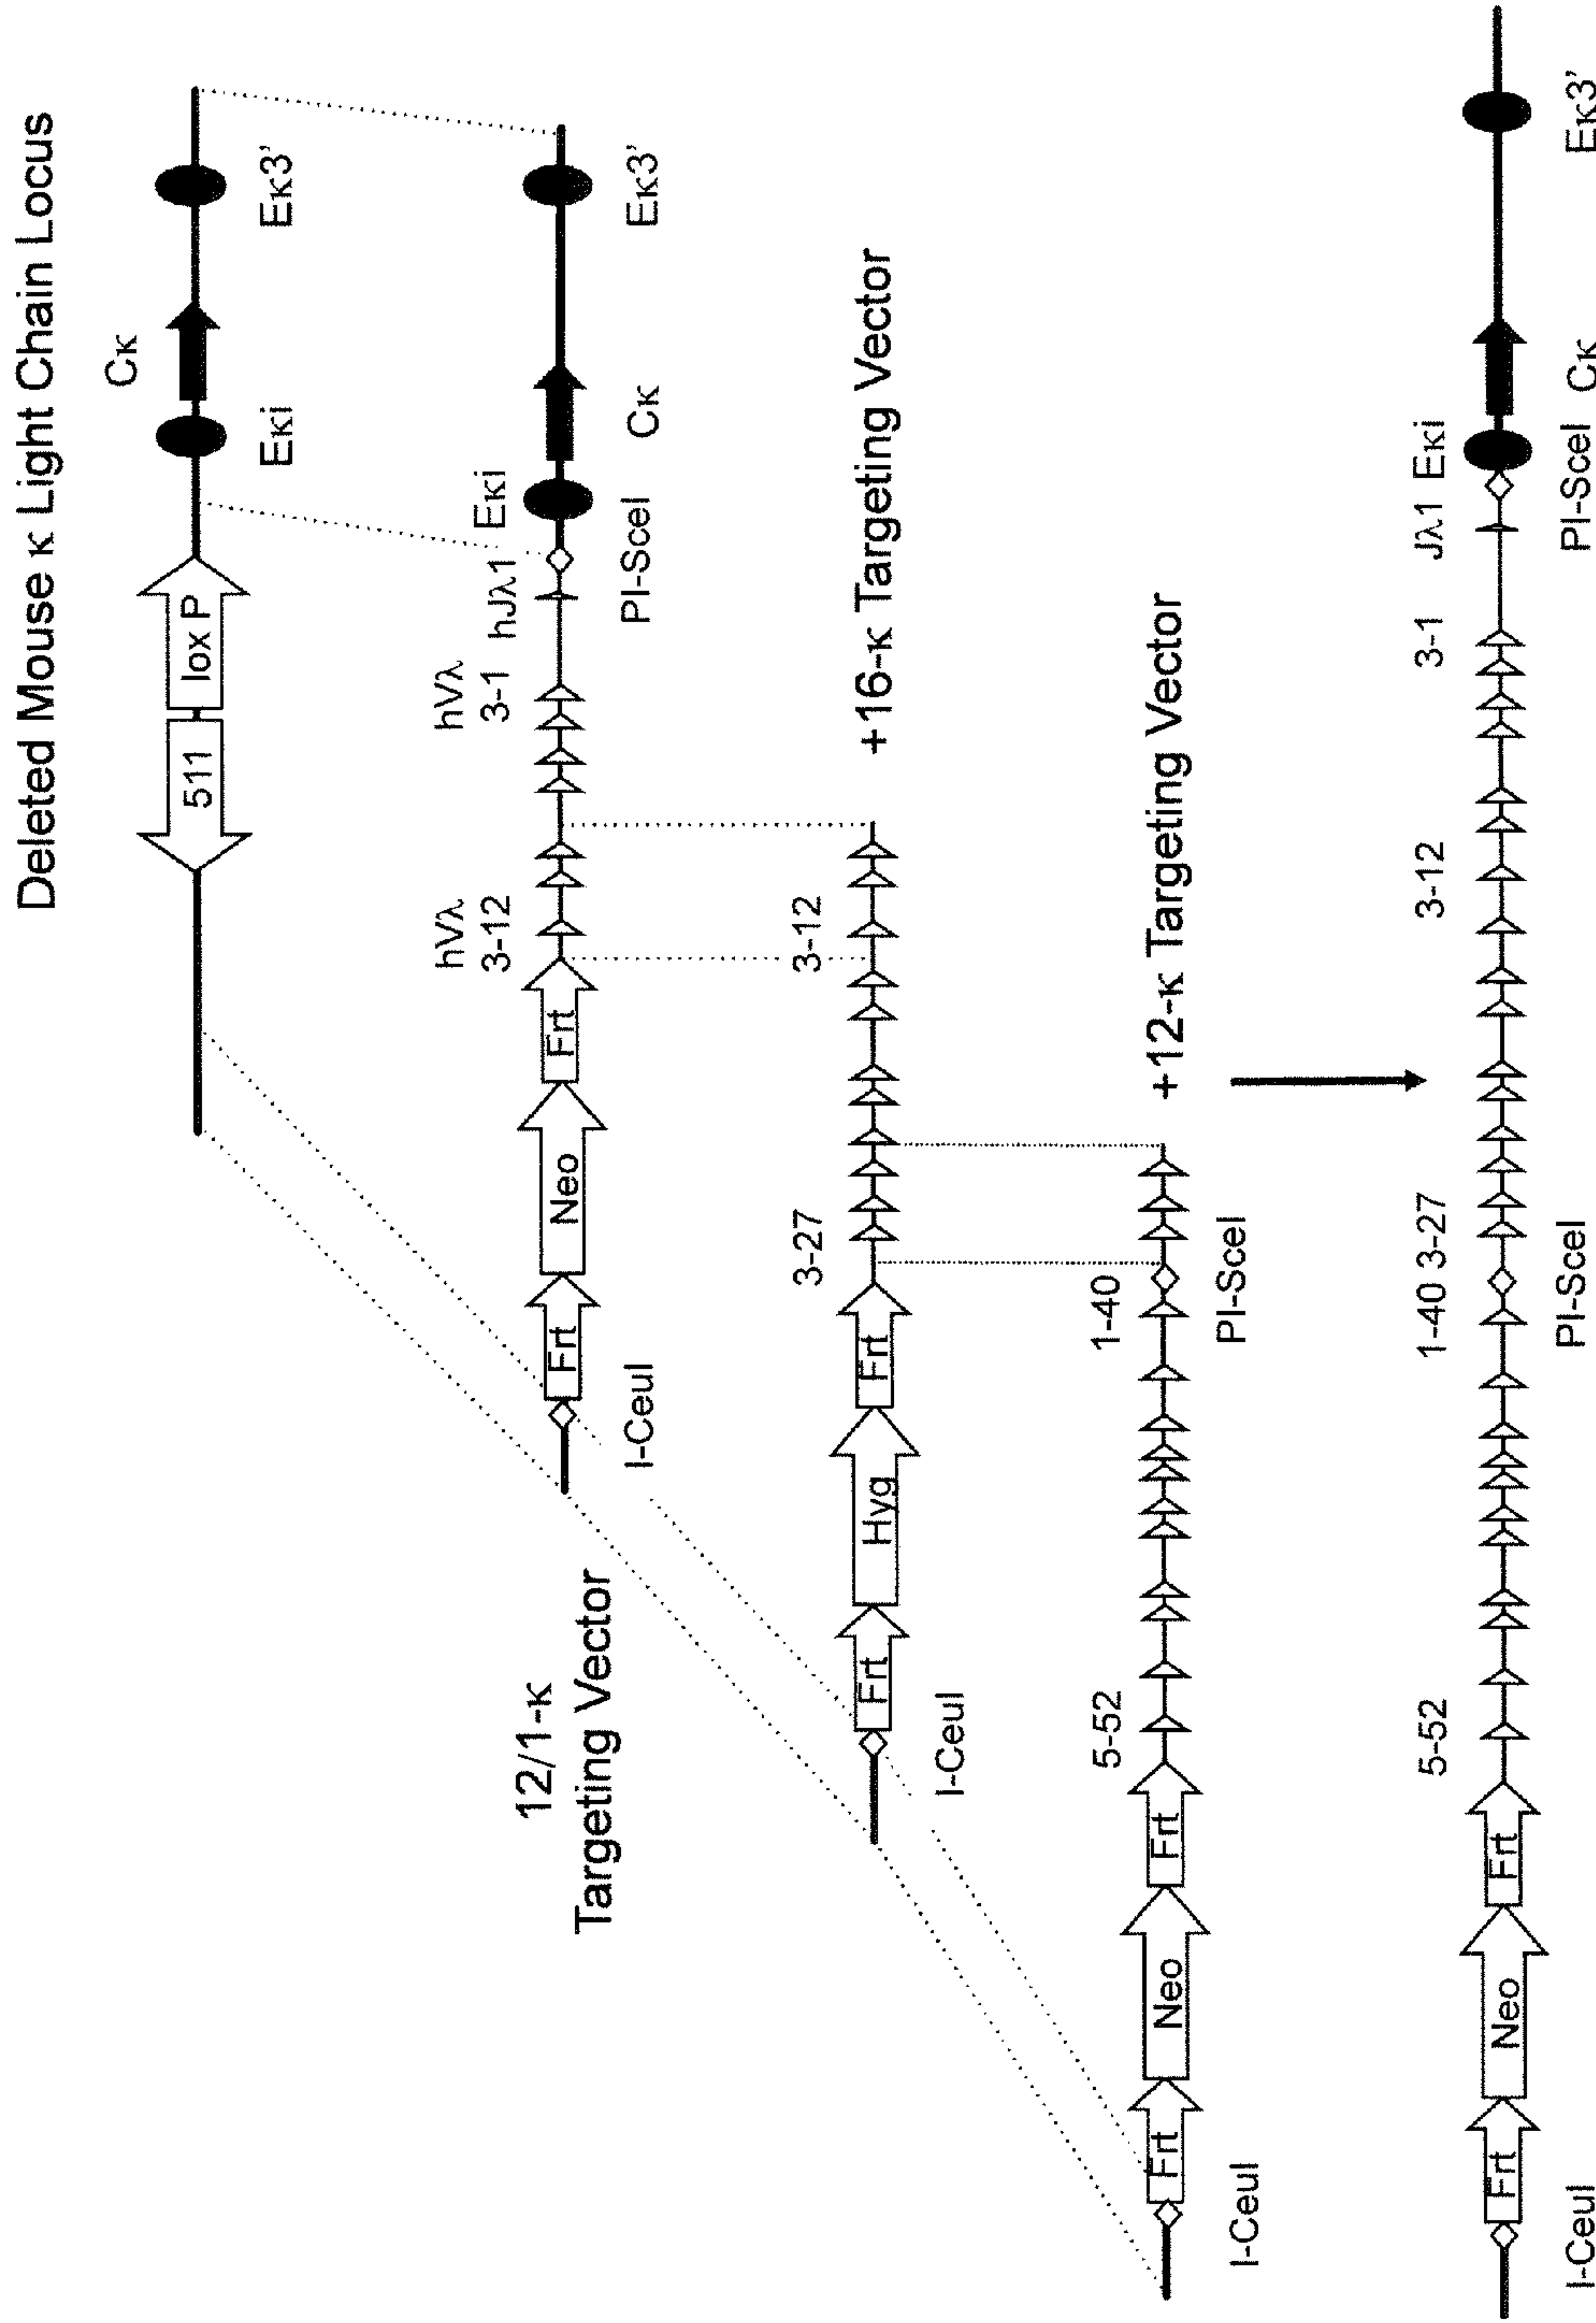 Deleted Mouse κ Light Chain Locus
511
lox P
Cκ
Eκi
Eκ3'
12/1-κ
Targeting Vector
Frt
Neo
Frt
hVλ
3-12
hVλ
3-1
hJλ1
Eκi
I-CeuI
PI-SceI
Cκ
Eκ3'
+16-κ Targeting Vector
Frt
Hyg
Frt
3-27
3-12
I-CeuI
+12-κ Targeting Vector
Frt
Neo
Frt
5-52
1-40
I-CeuI
PI-SceI
Frt
Neo
Frt
5-52
1-40 3-27
3-12
3-1
Jλ1 Eκi
I-CeuI
PI-SceI
PI-SceI
Cκ
Eκ3'